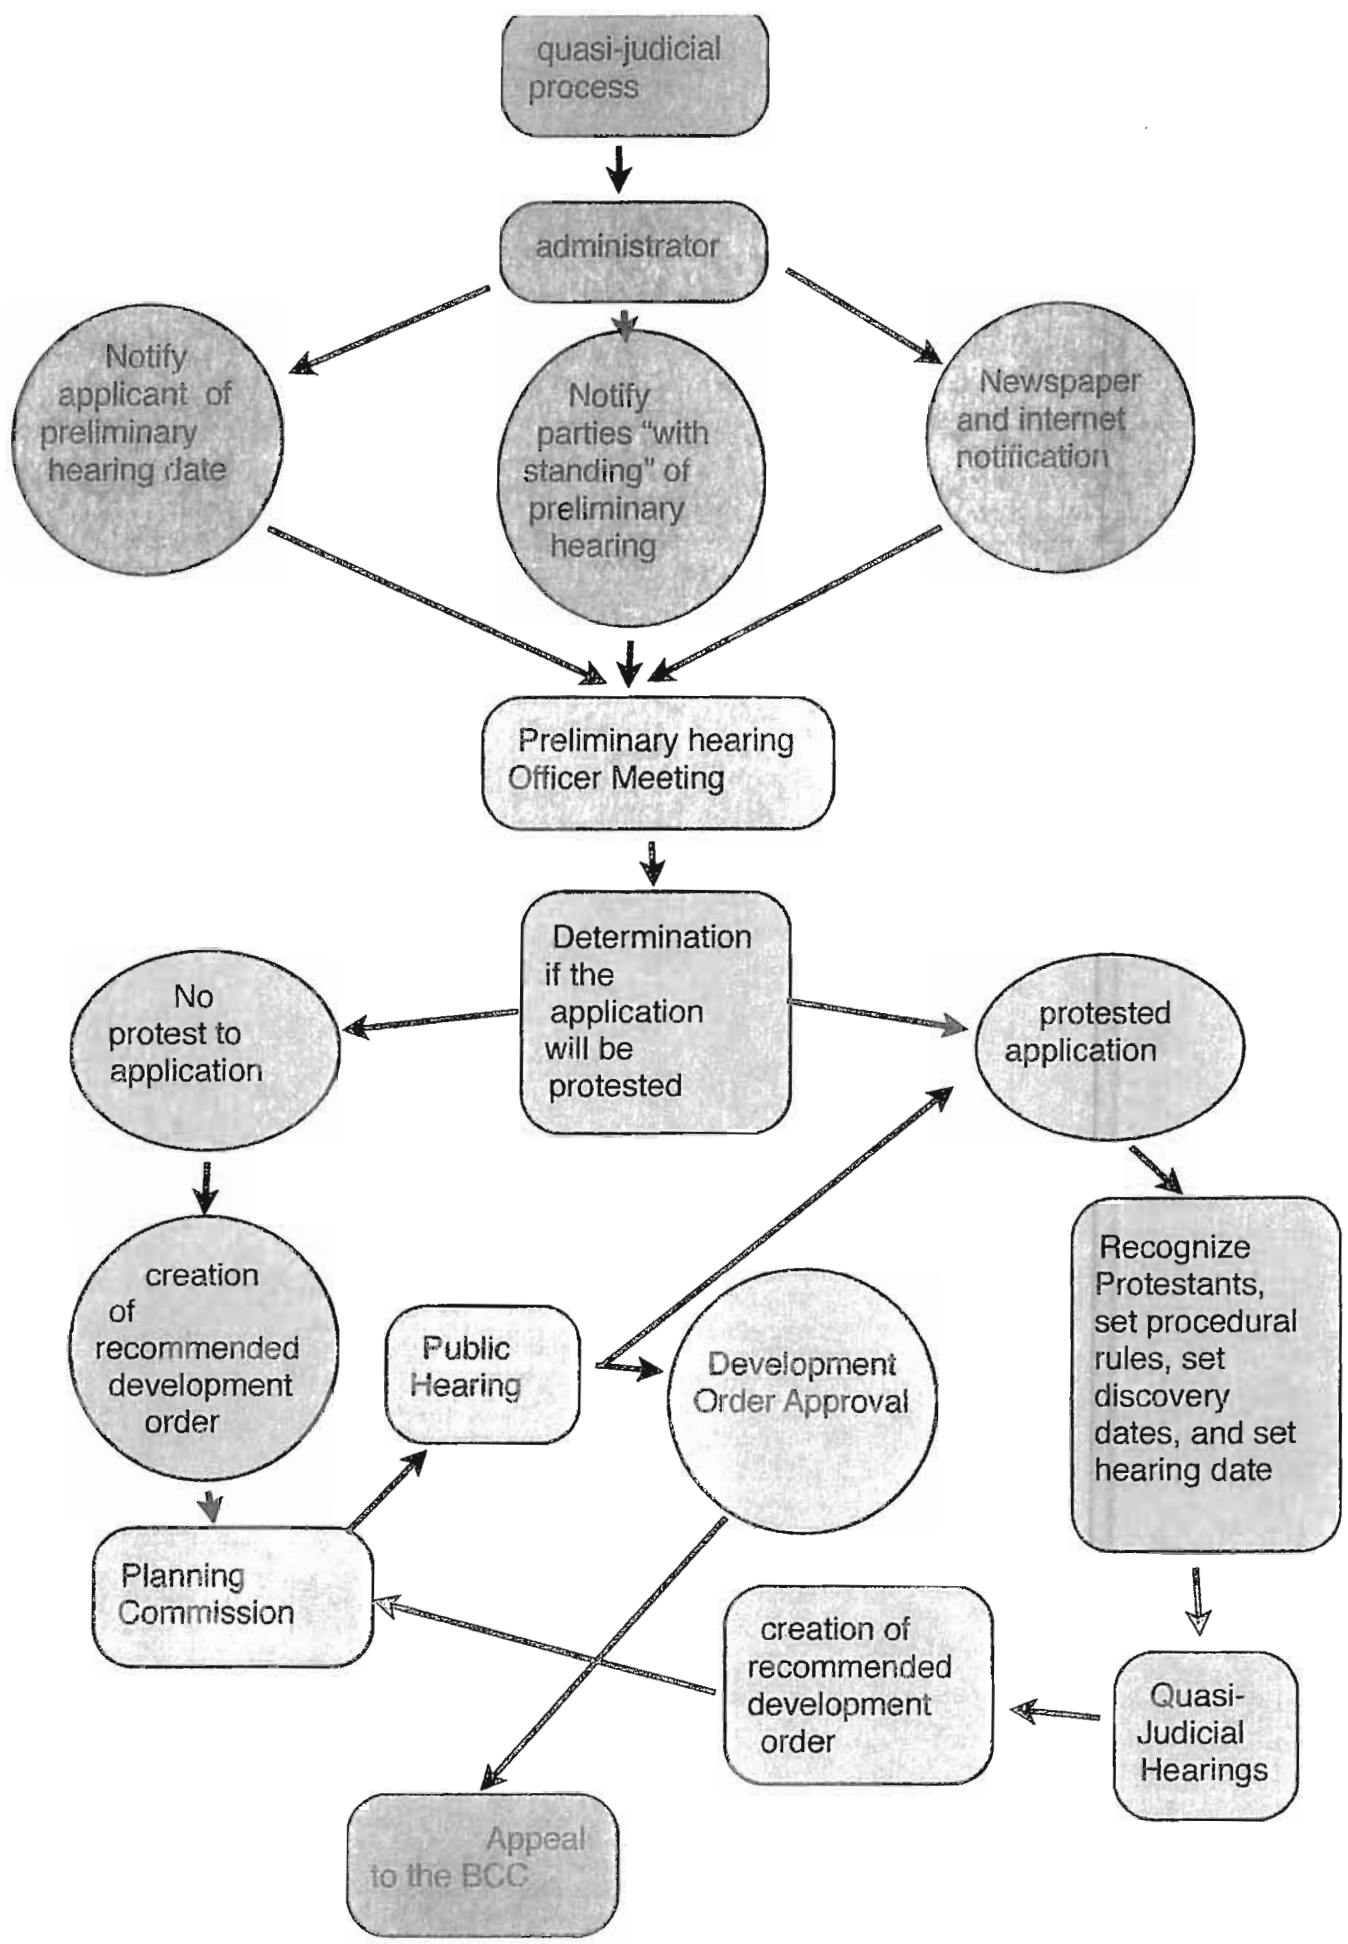 quasi-judicial
process
administrator
Notify
applicant of
preliminary
hearing date
Notify
parties “with
standing” of
preliminary
hearing
Newspaper
and internet
notification
Preliminary hearing
Officer Meeting
Determination
if the
application
will be
protested
No
protest to
application
protested
application
creation
of
recommended
development
order
Public
Hearing
Development
Order Approval
Recognize
Protestants,
set procedural
rules, set
discovery
dates, and set
hearing date
Planning
Commission
creation of
recommended
development
order
Quasi-
Judicial
Hearings
Appeal
to the BCC